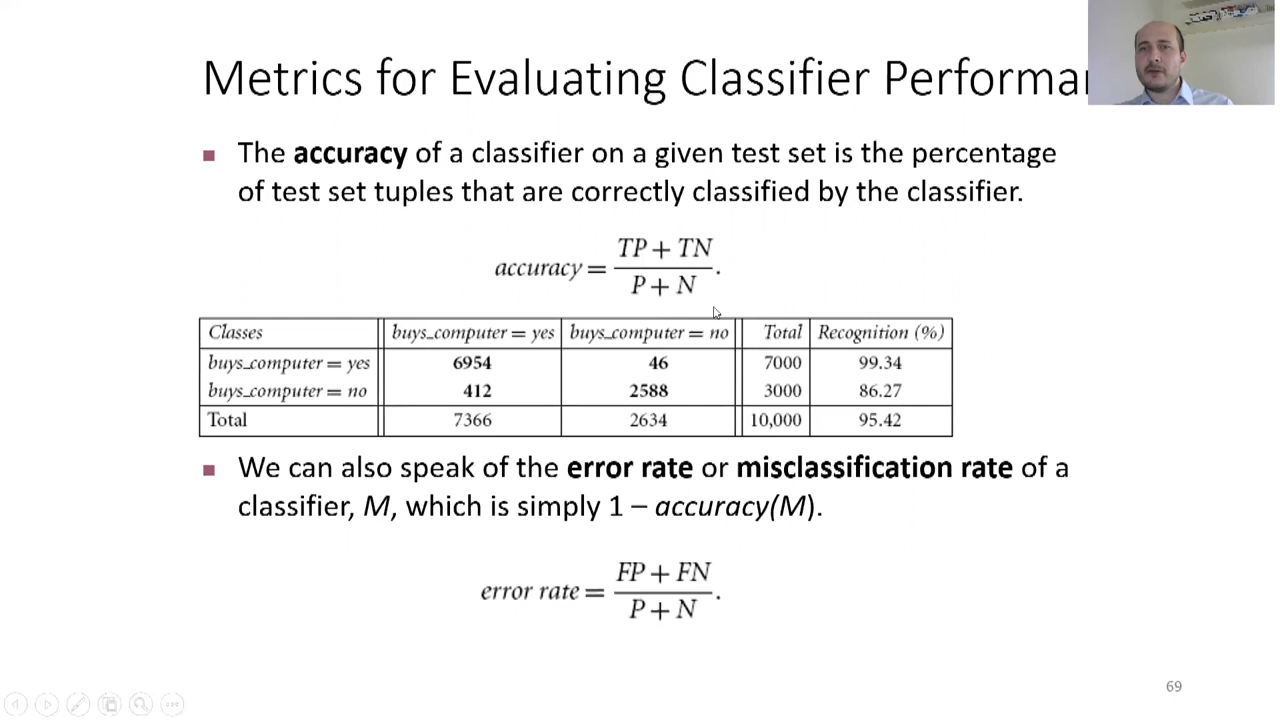 Metrics for Evaluating Classifier Performa
The accuracy of a classifier on a given test set is the percentage
of test set tuples that are correctly classified by the classifier.
accuracy = TP + TN / P + N .
Classes buys_computer = yes buys_computer = no Total Recognition (%)
buys_computer = yes 6954 46 7000 99.34
buys_computer = no 412 2588 3000 86.27
Total 7366 2634 10,000 95.42
We can also speak of the error rate or misclassification rate of a
classifier, M, which is simply 1 – accuracy(M).
error rate = FP + FN / P + N .
69